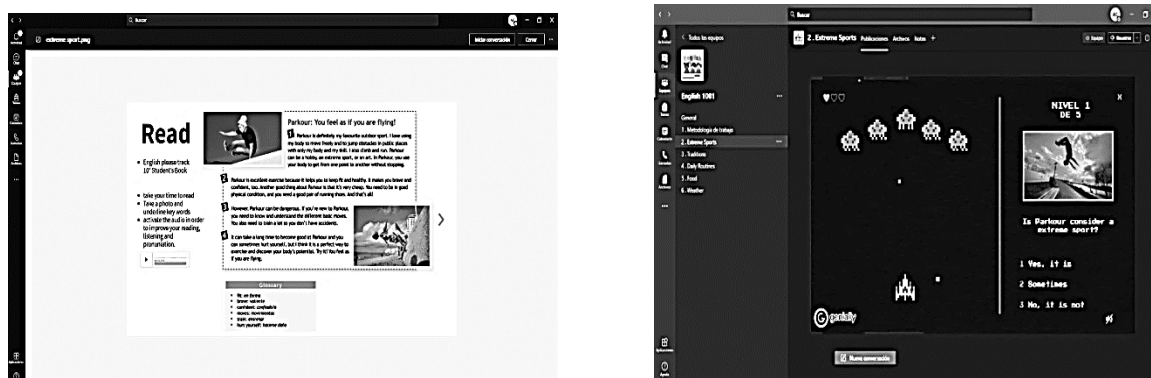 Buscar
extreme sport.png
Iniciar conversación
Cerrar
Read
• English please track
10° Student's Book
• take your time to read
• Take a photo and
underline key words
• activate the audio in order
to improve your reading,
listening and
pronuntiation.
Parkour: You feel as if you are flying!
1 Parkour is definitely my favourite outdoor sport. I love using
my body to move freely and to jump obstacles in public places
with only my body and my skill. I also climb and run. Parkour
can be a hobby, an extreme sport, or an art. In Parkour, you use
your body to get from one point to another without stopping.
2 Parkour is excellent exercise because it helps you to keep fit and healthy. It makes you brave and
confident, too. Another good thing about Parkour is that it's very cheap. You need to be in good
physical condition, and you need a good pair of running shoes. And that's all!
3 However, Parkour can be dangerous. If you're new to Parkour,
you need to know and understand the different basic moves.
You also need to train a lot so you don't have accidents.
4 It can take a long time to become good at Parkour and you
can sometimes hurt yourself, but I think it is a perfect way to
exercise and discover your body's potential. Try it! You feel as
if you are flying.
Glossary
• fit: en forma
• brave: valiente
• confident: confiado/a
• moves: movimientos
• train: entrenar
• hurt yourself: hacerse daño
Buscar
Todos los equipos
English 1001
General
1. Metodología de trabajo
2. Extreme Sports
3. Traditions
4. Daily Routines
5. Food
6. Weather
2. Extreme Sports
Publicaciones
Archivos
Notas
+
Equipo
NIVEL 1
DE 5
X
Is Parkour consider a
extreme sport?
1 Yes, it is
2 Sometimes
3 No, it is not
genially
Nueva conversación